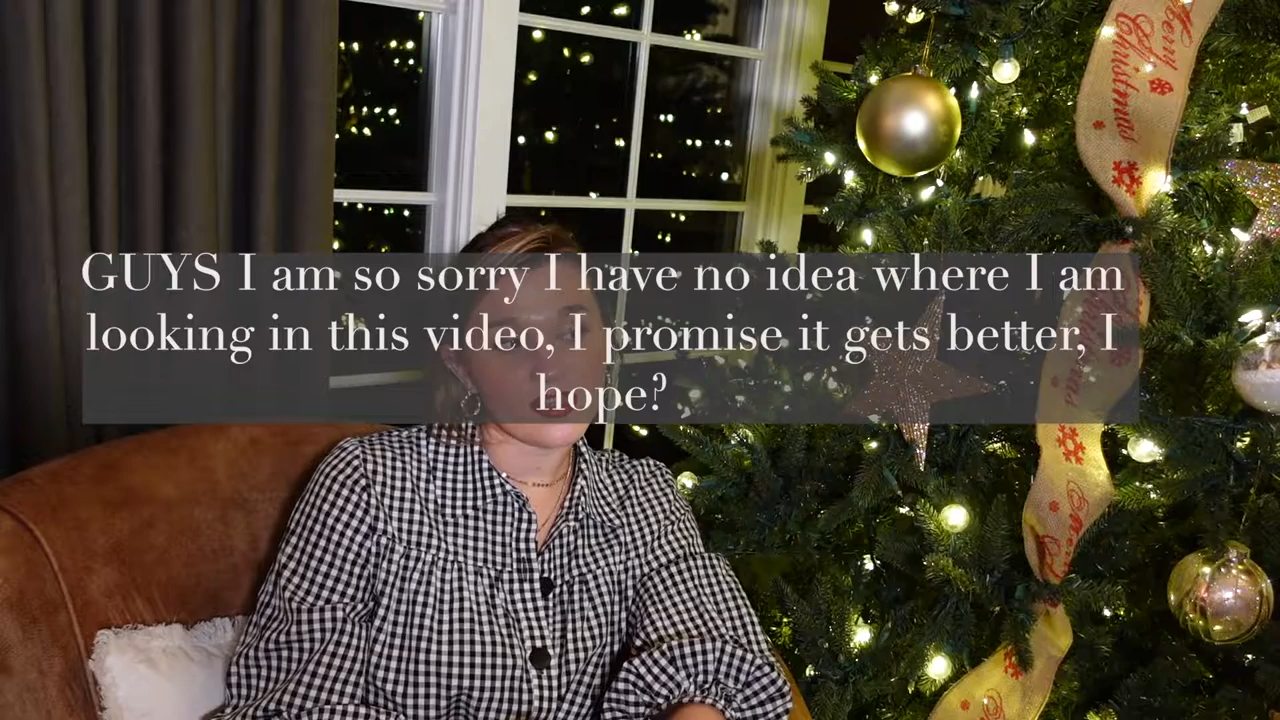 Merry
Christmas
GUYS I am so sorry I have no idea where I am
looking in this video, I promise it gets better, I
hope?